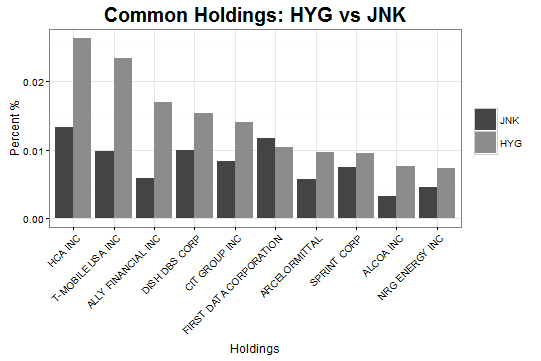 Common Holdings: HYG vs JNK
Percent %
0.02
0.01
0.00
JNK
HYG
HCA INC
T-MOBILE USA INC
ALLY FINANCIAL INC
DISH DBS CORP
CIT GROUP INC
FIRST DATA CORPORATION
ARCELORMITTAL
SPRINT CORP
ALCOA INC
NRG ENERGY INC
Holdings